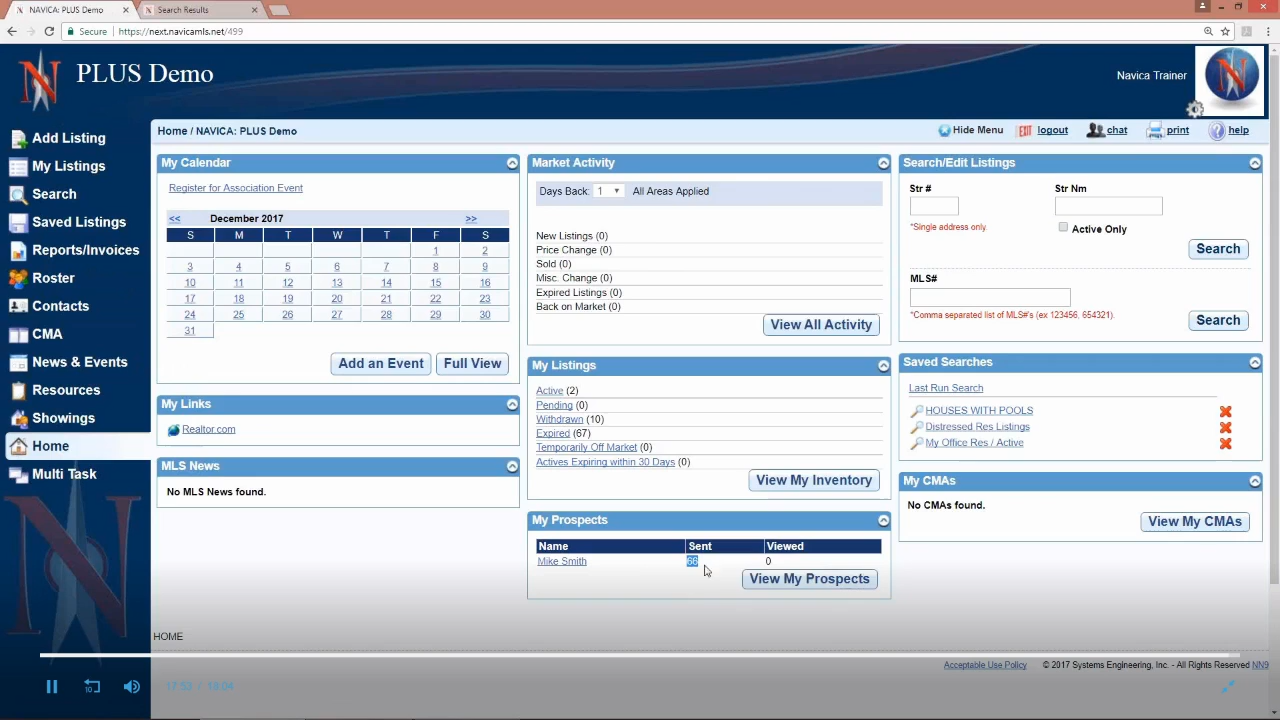 NAVICA: PLUS Demo
Search Results
Secure https://next.navicamls.net/499
PLUS Demo
Navica Trainer
Home / NAVICA: PLUS Demo
Hide Menu EXIT logout chat print help
Add Listing
My Listings
Search
Saved Listings
Reports/Invoices
Roster
Contacts
CMA
News & Events
Resources
Showings
Home
Multi Task
My Calendar
Register for Association Event
<< December 2017 >>
S M T W T F S
1 2
3 4 5 6 7 8 9
10 11 12 13 14 15 16
17 18 19 20 21 22 23
24 25 26 27 28 29 30
31
Add an Event Full View
My Links
Realtor.com
MLS News
No MLS News found.
Market Activity
Days Back: 1 All Areas Applied
New Listings (0)
Price Change (0)
Sold (0)
Misc. Change (0)
Expired Listings (0)
Back on Market (0)
View All Activity
My Listings
Active (2)
Pending (0)
Withdrawn (10)
Expired (67)
Temporarily Off Market (0)
Actives Expiring within 30 Days (0)
View My Inventory
My Prospects
Name Sent Viewed
Mike Smith 66 0
View My Prospects
Search/Edit Listings
Str # Str Nm
*Single address only.
Active Only
Search
MLS#
*Comma separated list of MLS#'s (ex 123456, 654321).
Search
Saved Searches
Last Run Search
HOUSES WITH POOLS
Distressed Res Listings
My Office Res / Active
My CMAs
No CMAs found.
View My CMAs
HOME
Acceptable Use Policy © 2017 Systems Engineering, Inc. - All Rights Reserved NN9
10
17:53 / 18:04